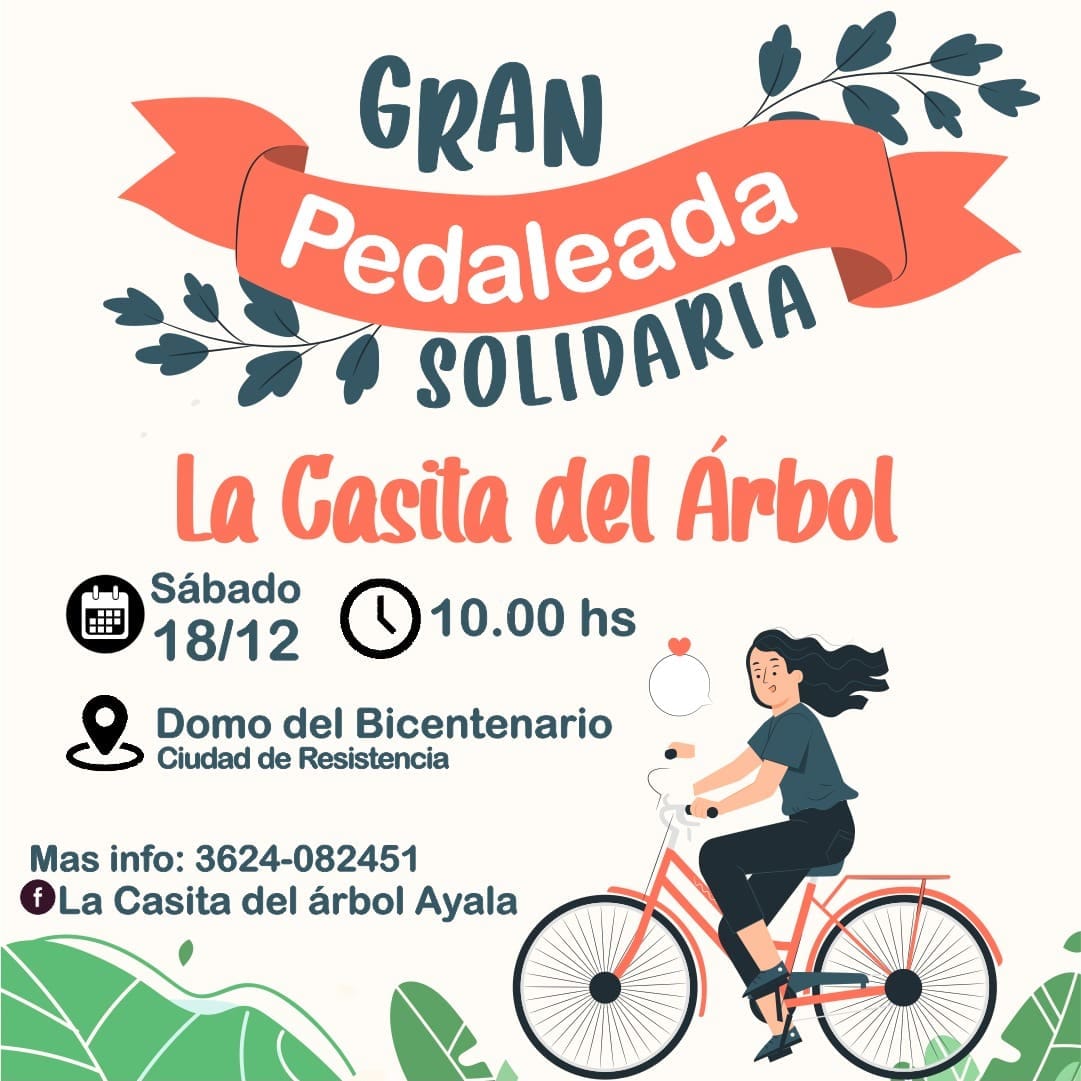 GRAN
Pedaleada
SOLIDARIA
La Casita del Árbol
Sábado
18/12
10.00 hs
Domo del Bicentenario
Ciudad de Resistencia
Mas info: 3624-082451
La Casita del árbol Ayala